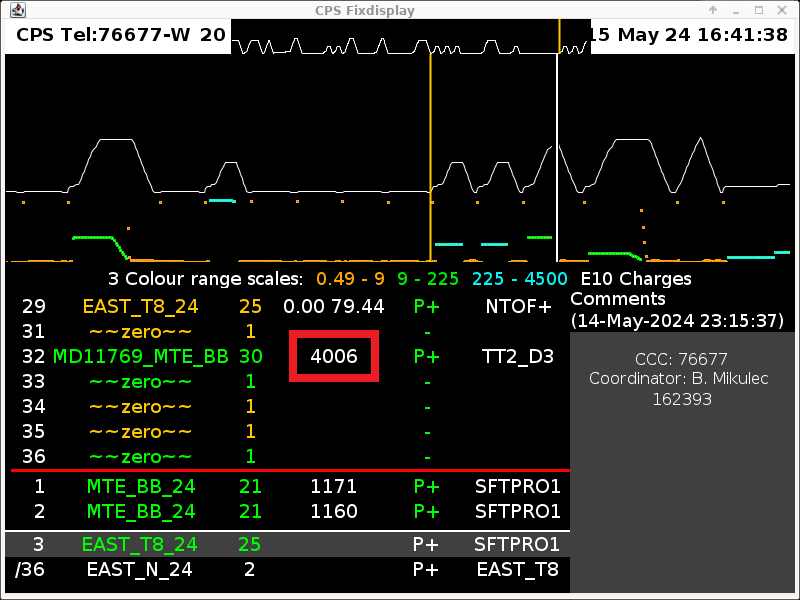 CPS Fixdisplay
CPS Tel:76677-W 20
15 May 24 16:41:38
3 Colour range scales: 0.49 - 9 9 - 225 225 - 4500
E10 Charges
Comments
(14-May-2024 23:15:37)
29 EAST_T8_24 25 0.00 79.44 P+ NTOF+
31 ~~zero~~ 1 -
32 MD11769_MTE_BB 30 4006 P+ TT2_D3
33 ~~zero~~ 1 -
34 ~~zero~~ 1 -
35 ~~zero~~ 1 -
36 ~~zero~~ 1 -
1 MTE_BB_24 21 1171 P+ SFTPRO1
2 MTE_BB_24 21 1160 P+ SFTPRO1
3 EAST_T8_24 25 P+ SFTPRO1
/36 EAST_N_24 2 P+ EAST_T8
CCC: 76677
Coordinator: B. Mikulec
162393